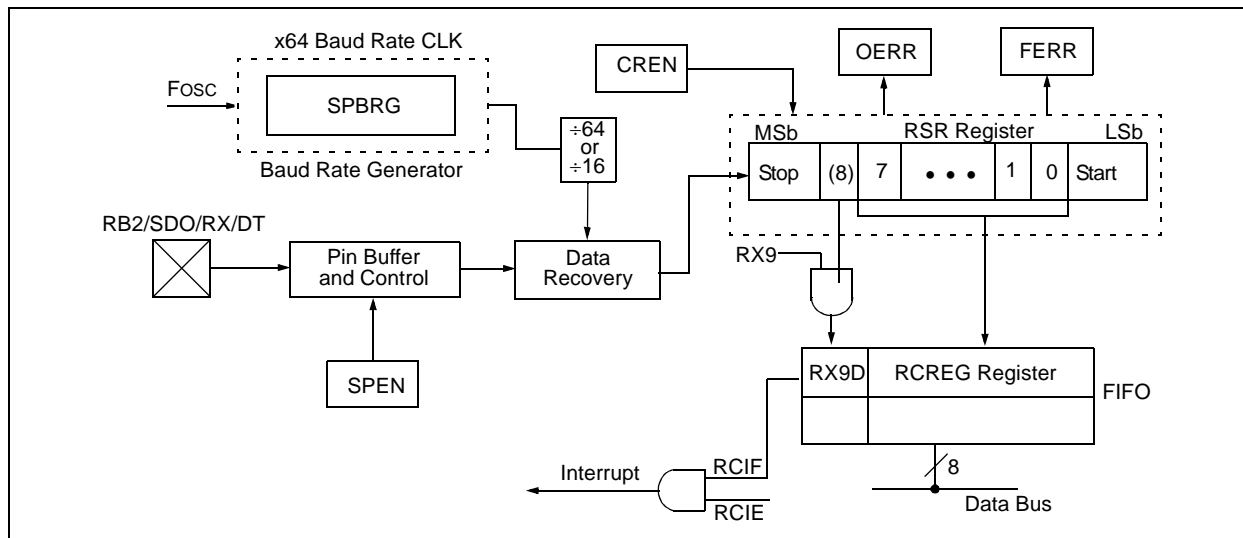 x64 Baud Rate CLK
FOSC
SPBRG
Baud Rate Generator
÷64
or
÷16
CREN
OERR
FERR
MSb
RSR Register
LSb
Stop
(8)
7
• • •
1
0
Start
RB2/SDO/RX/DT
Pin Buffer
and Control
Data
Recovery
SPEN
RX9
RX9D
RCREG Register
FIFO
8
Data Bus
Interrupt
RCIF
RCIE